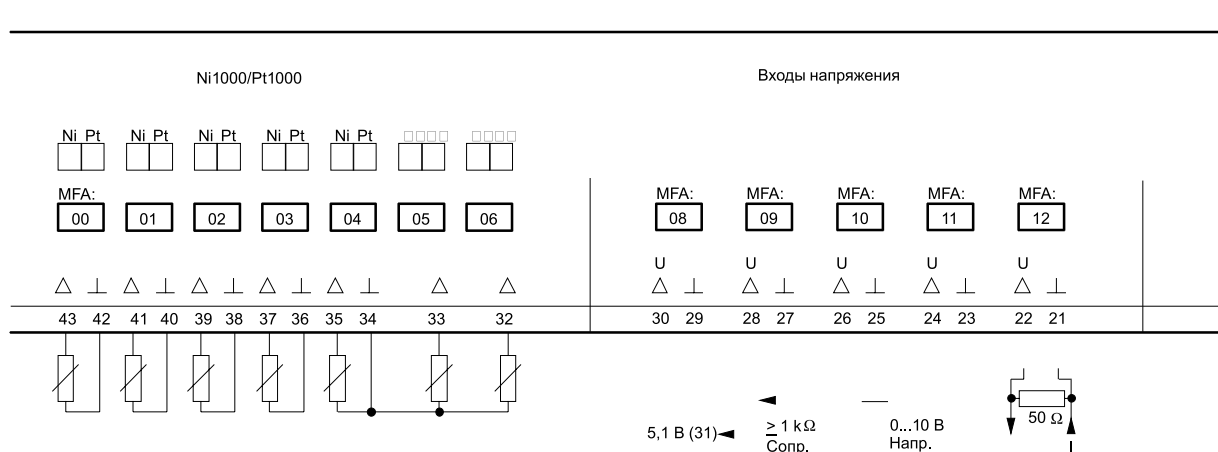 Ni1000/Pt1000
Входы напряжения
Ni Pt Ni Pt Ni Pt Ni Pt Ni Pt
MFA: MFA: MFA: MFA: MFA: MFA:
00 01 02 03 04 05 06 08 09 10 11 12
U U U U U
43 42 41 40 39 38 37 36 35 34 33 32 30 29 28 27 26 25 24 23 22 21
5,1 В (31)
≥ 1 kΩ
Сопр.
0...10 В
Напр.
50 Ω
I